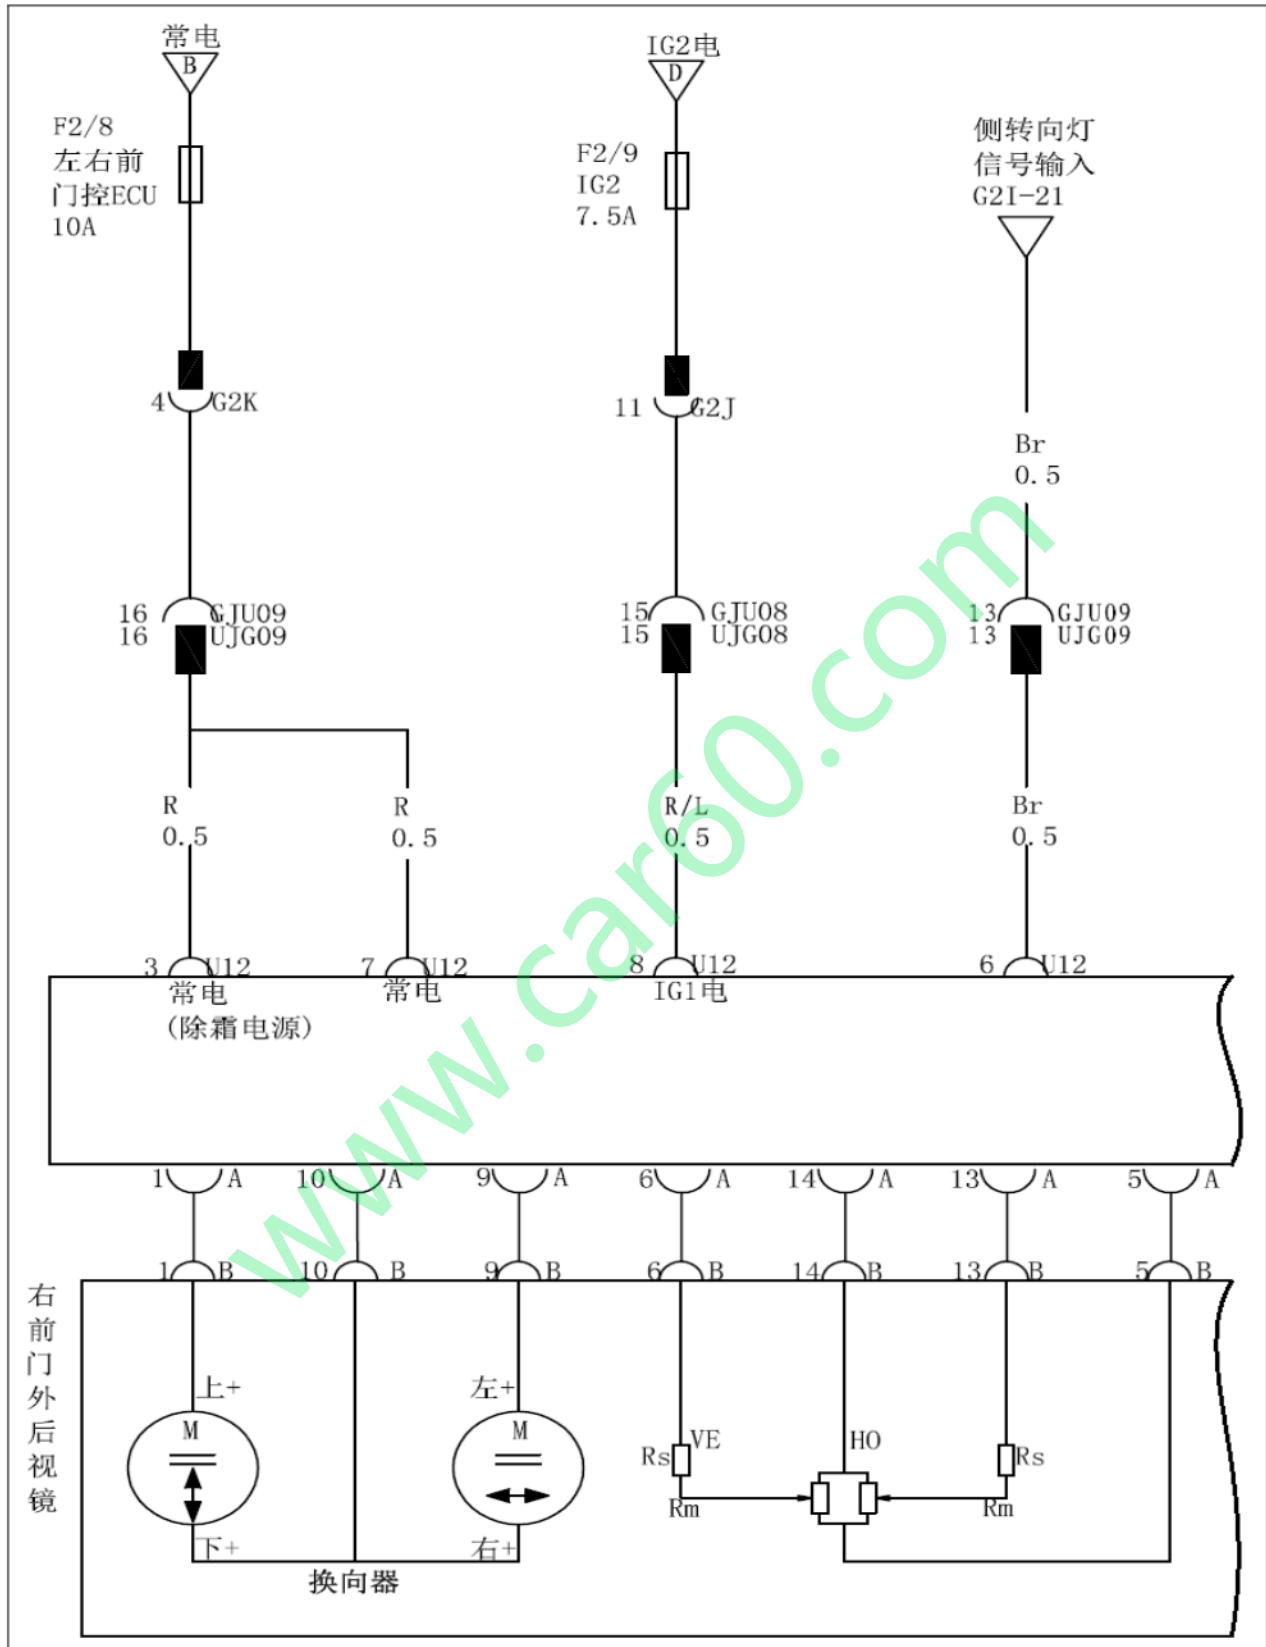 常电
B
F2/8
左右前
门控ECU
10A
IG2电
D
F2/9
IG2
7.5A
侧转向灯
信号输入
G2I-21
4 G2K
11 G2J
Br
0.5
16 GJU09
16 UJG09
15 GJU08
15 UJG08
13 GJU09
13 UJG09
R
0.5
R
0.5
R/L
0.5
Br
0.5
3 U12
7 U12
8 U12
6 U12
常电
(除霜电源)
常电
IG1电
1 A
10 A
9 A
6 A
14 A
13 A
5 A
1 B
10 B
9 B
6 B
14 B
13 B
5 B
右前门外后视镜
上+
M
下+
左+
M
右+
换向器
VE
Rs
Rm
HO
Rs
Rm
www.car60.com